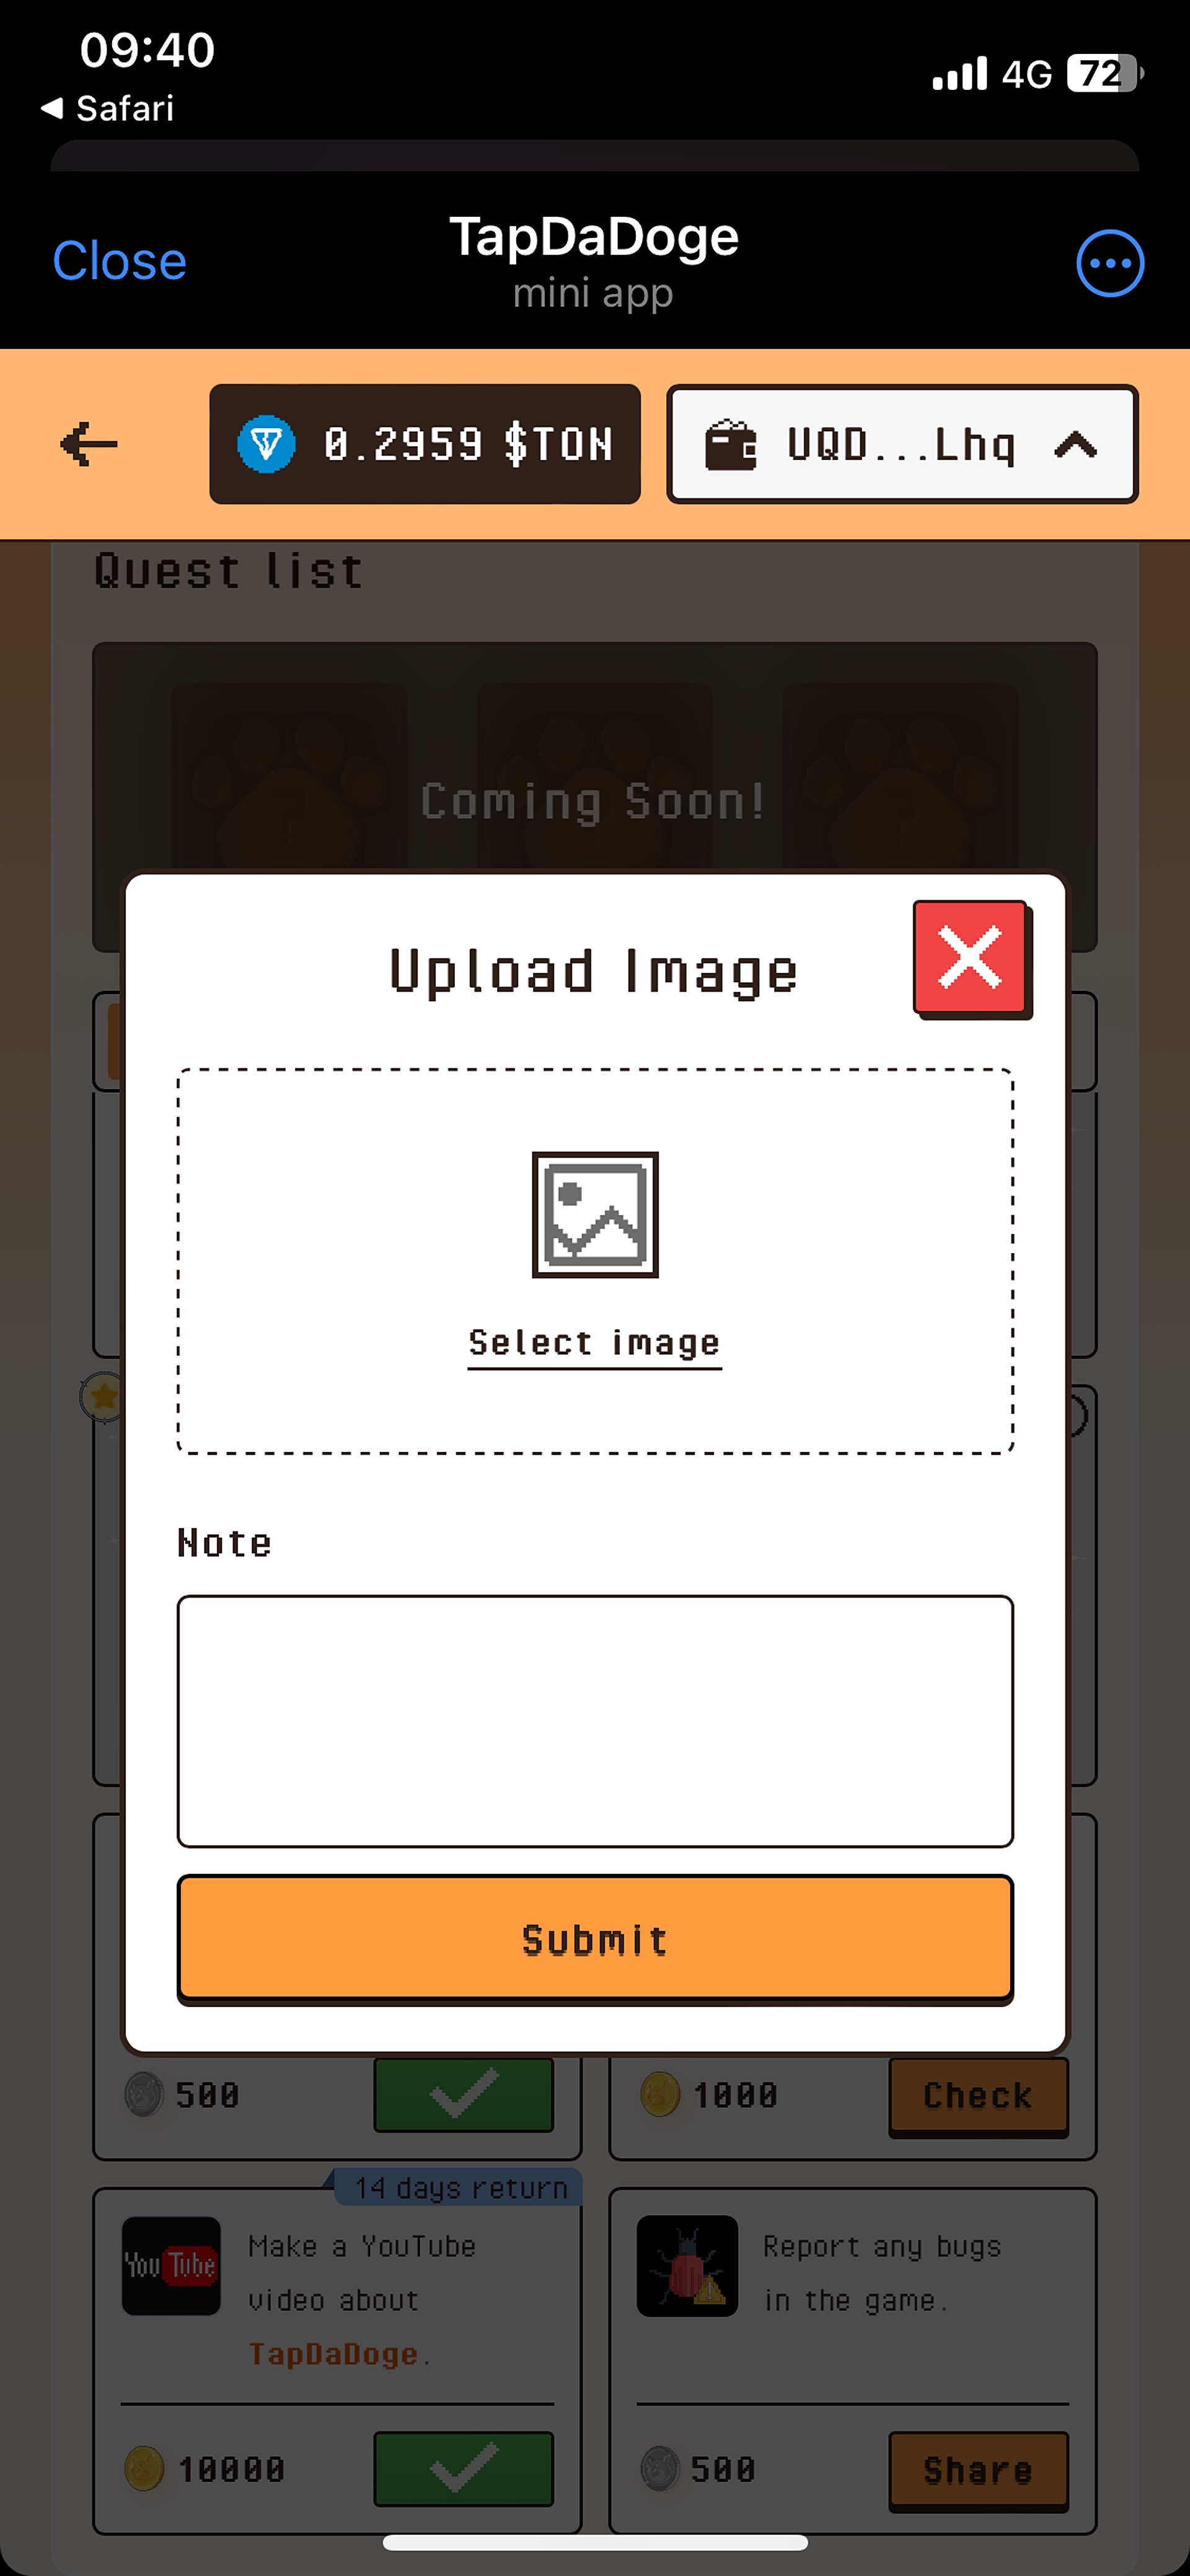 09:40
4G 72
Safari
Close
TapDaDoge
mini app
0.2959 $TON
UQD...Lhq
Quest list
Coming Soon!
Upload Image
Select image
Note
Submit
500
1000
Check
14 days return
YouTube
Make a YouTube
video about
TapDaDoge.
10000
Report any bugs
in the game.
500
Share